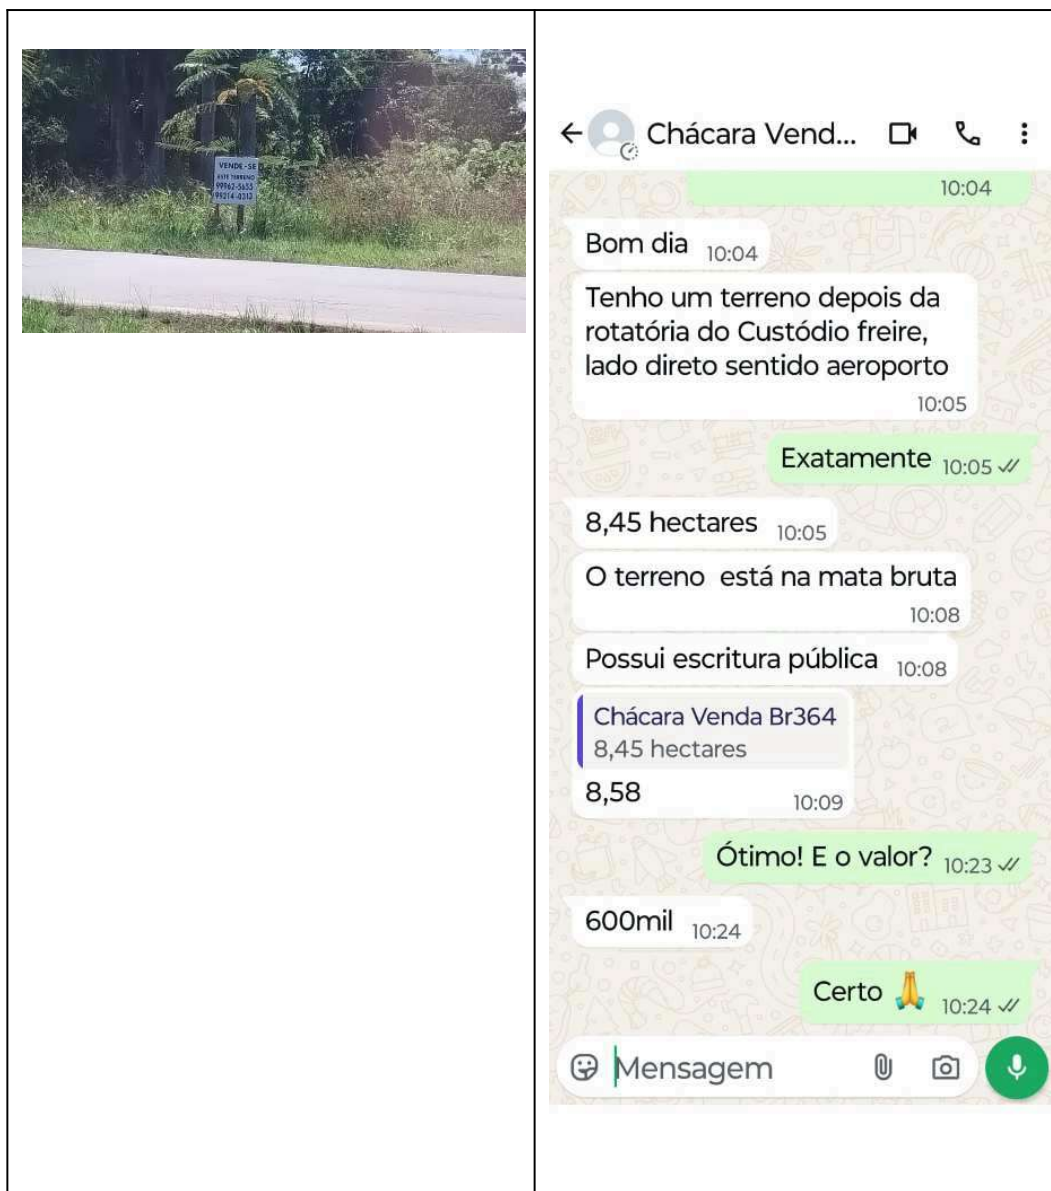 VENDE-SE
ESTE TERRENO
99962-5653
99214-0313
Chácara Vend...
10:04
Bom dia 10:04
Tenho um terreno depois da
rotatória do Custódio freire,
lado direto sentido aeroporto
10:05
Exatamente 10:05
8,45 hectares 10:05
O terreno está na mata bruta
10:08
Possui escritura pública 10:08
Chácara Venda Br364
8,45 hectares
8,58 10:09
Ótimo! E o valor? 10:23
600mil 10:24
Certo 🙏 10:24
Mensagem